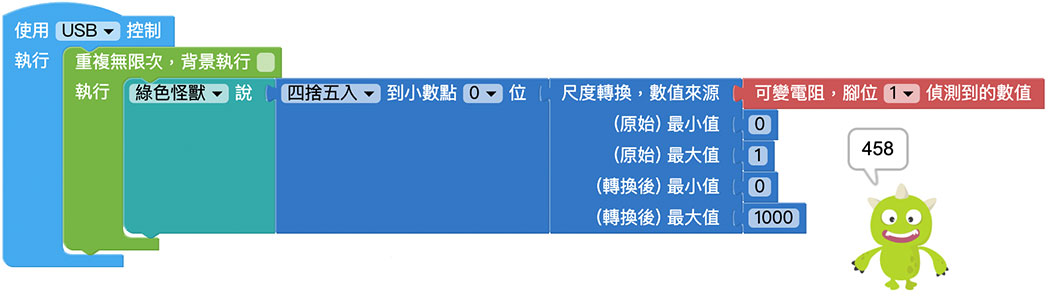 使用 USB 控制
執行 重複無限次，背景執行
執行 綠色怪獸 說 四捨五入 到小數點 0 位 尺度轉換，數值來源 可變電阻，腳位 1 偵測到的數值
(原始) 最小值 0
(原始) 最大值 1
(轉換後) 最小值 0
(轉換後) 最大值 1000
458